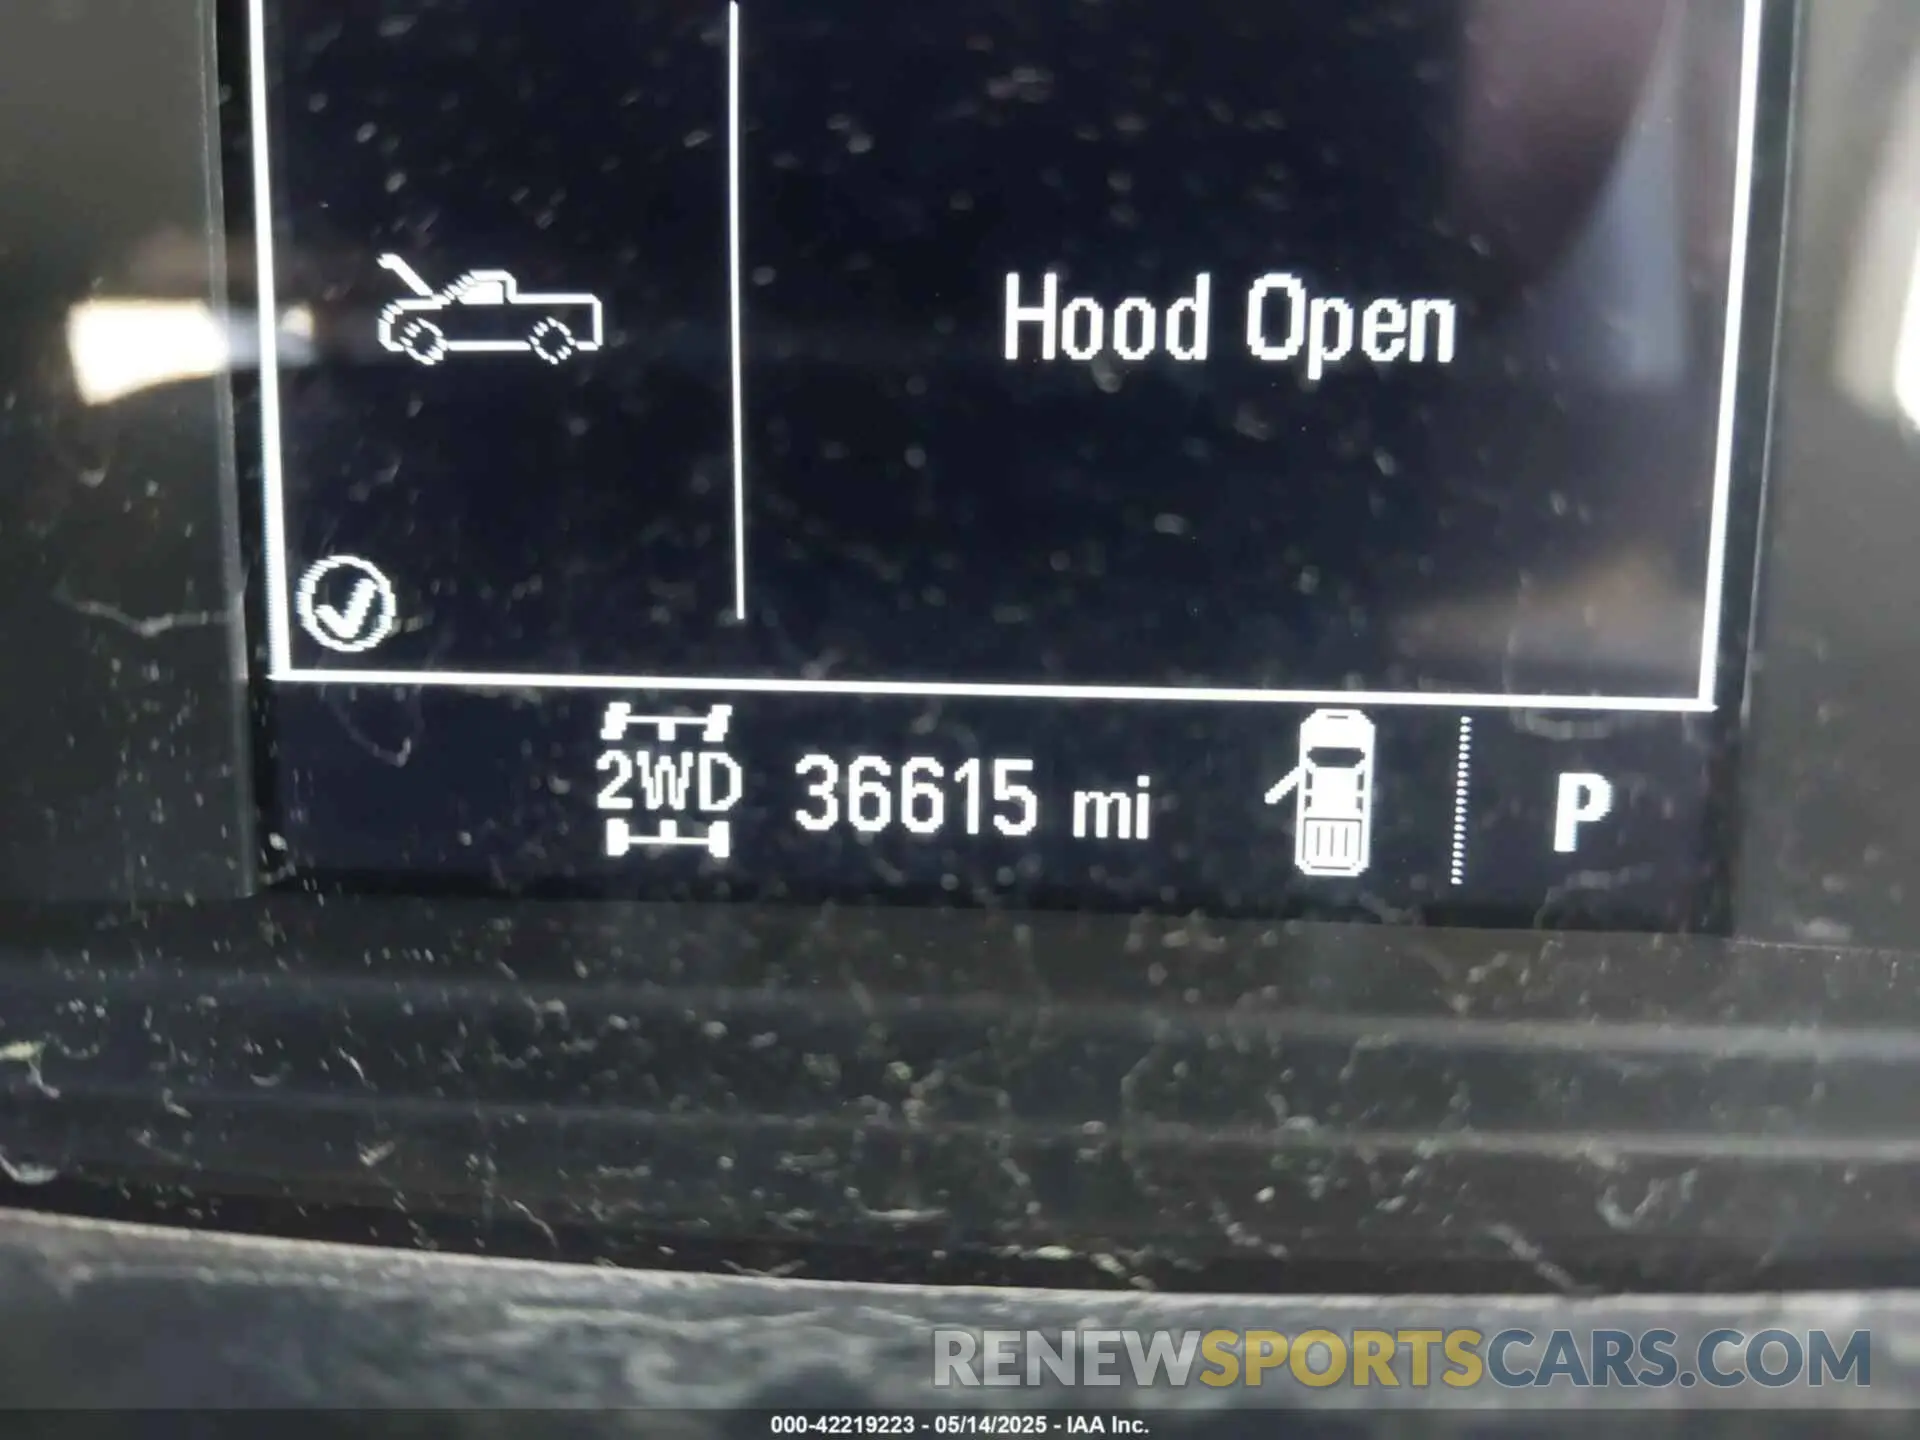 Hood Open
2WD 36615 mi P
RENEWSPORTSCARS.COM
000-42219223 - 05/14/2025 - IAA Inc.